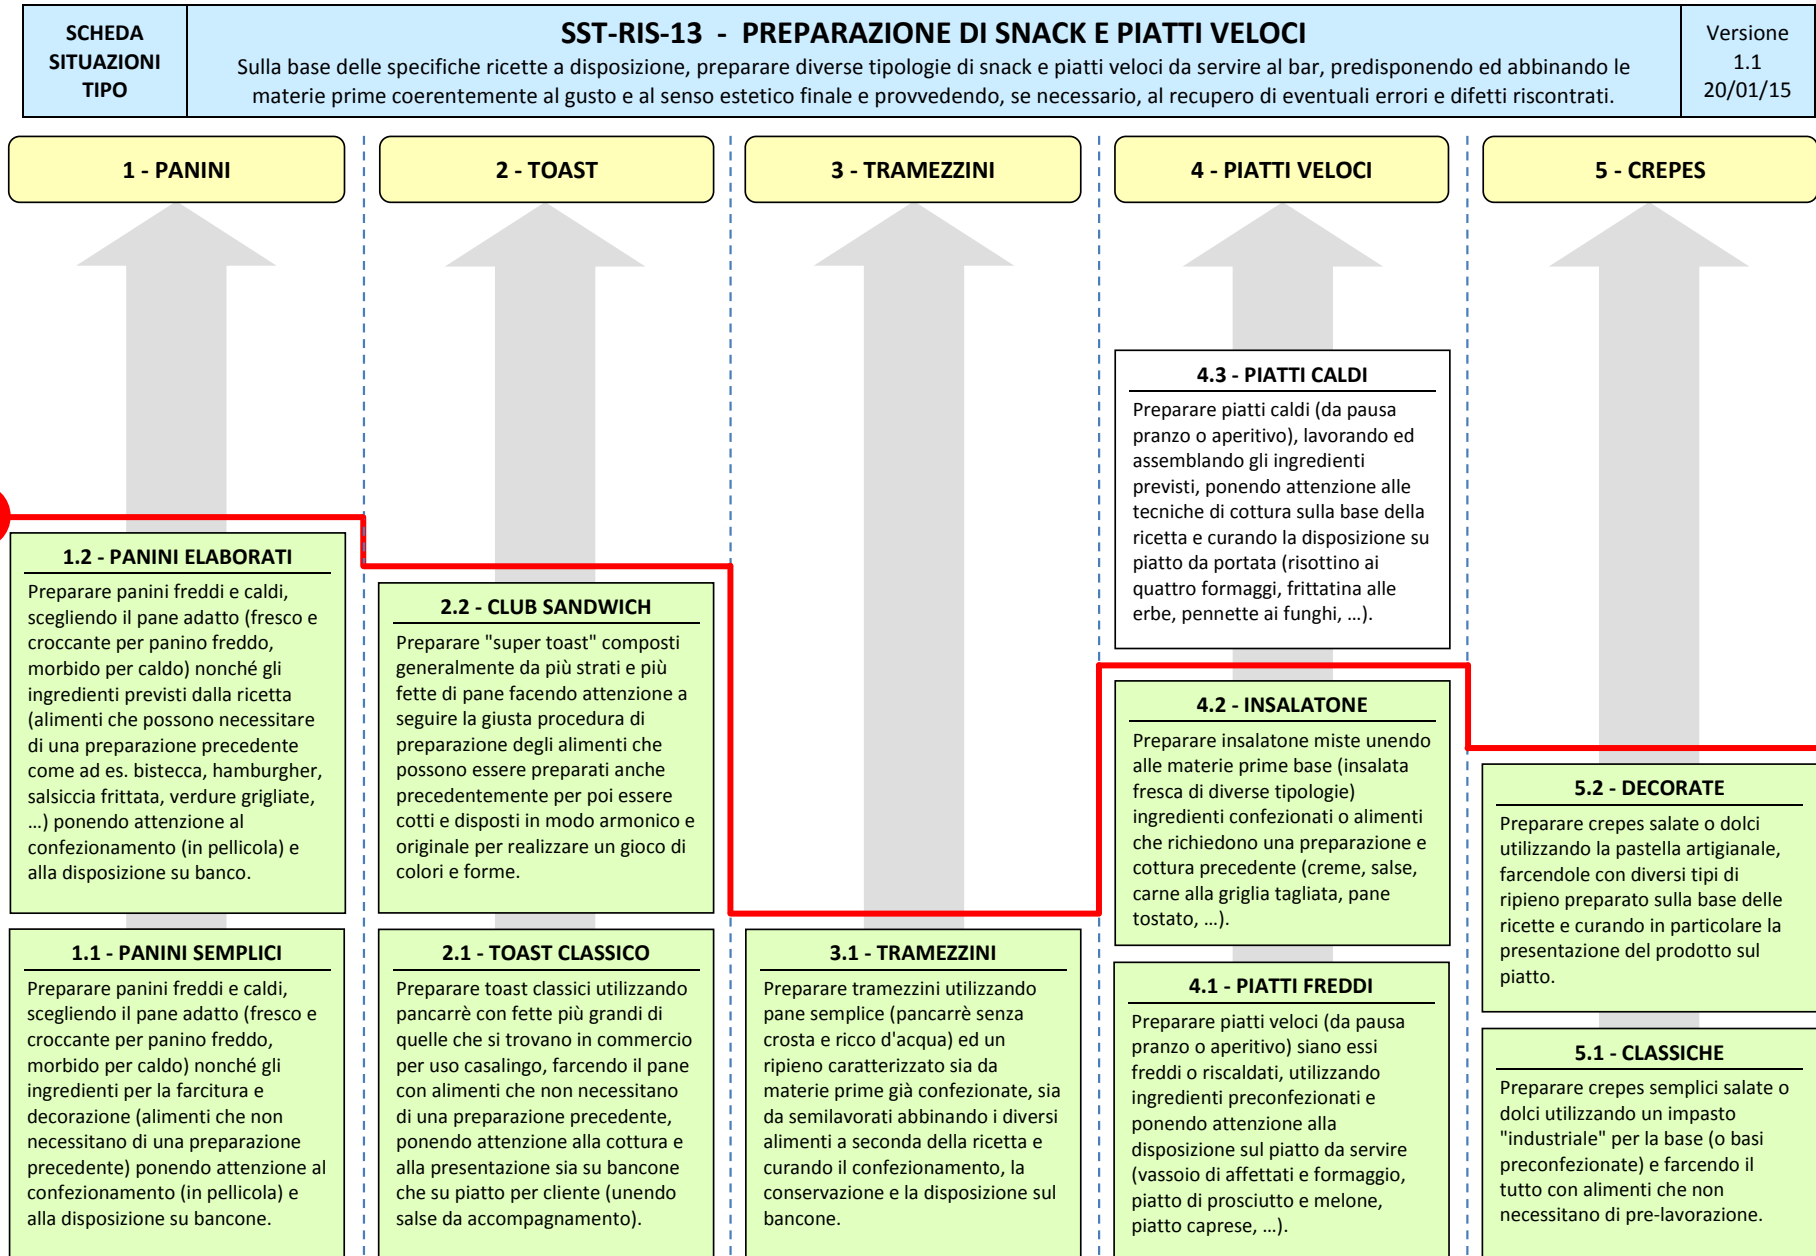 SCHEDA
SITUAZIONI
TIPO
SST-RIS-13 - PREPARAZIONE DI SNACK E PIATTI VELOCI
Sulla base delle specifiche ricette a disposizione, preparare diverse tipologie di snack e piatti veloci da servire al bar, predisponendo ed abbinando le
materie prime coerentemente al gusto e al senso estetico finale e provvedendo, se necessario, al recupero di eventuali errori e difetti riscontrati.
Versione
1.1
20/01/15
1 - PANINI
2 - TOAST
3 - TRAMEZZINI
4 - PIATTI VELOCI
5 - CREPES
1.2 - PANINI ELABORATI
Preparare panini freddi e caldi,
scegliendo il pane adatto (fresco e
croccante per panino freddo,
morbido per caldo) nonché gli
ingredienti previsti dalla ricetta
(alimenti che possono necessitare
di una preparazione precedente
come ad es. bistecca, hamburgher,
salsiccia frittata, verdure grigliate,
…) ponendo attenzione al
confezionamento (in pellicola) e
alla disposizione su banco.
1.1 - PANINI SEMPLICI
Preparare panini freddi e caldi,
scegliendo il pane adatto (fresco e
croccante per panino freddo,
morbido per caldo) nonché gli
ingredienti per la farcitura e
decorazione (alimenti che non
necessitano di una preparazione
precedente) ponendo attenzione al
confezionamento (in pellicola) e
alla disposizione su bancone.
2.2 - CLUB SANDWICH
Preparare "super toast" composti
generalmente da più strati e più
fette di pane facendo attenzione a
seguire la giusta procedura di
preparazione degli alimenti che
possono essere preparati anche
precedentemente per poi essere
cotti e disposti in modo armonico e
originale per realizzare un gioco di
colori e forme.
2.1 - TOAST CLASSICO
Preparare toast classici utilizzando
pancarrè con fette più grandi di
quelle che si trovano in commercio
per uso casalingo, farcendo il pane
con alimenti che non necessitano
di una preparazione precedente,
ponendo attenzione alla cottura e
alla presentazione sia su bancone
che su piatto per cliente (unendo
salse da accompagnamento).
3.1 - TRAMEZZINI
Preparare tramezzini utilizzando
pane semplice (pancarrè senza
crosta e ricco d'acqua) ed un
ripieno caratterizzato sia da
materie prime già confezionate, sia
da semilavorati abbinando i diversi
alimenti a seconda della ricetta e
curando il confezionamento, la
conservazione e la disposizione sul
bancone.
4.3 - PIATTI CALDI
Preparare piatti caldi (da pausa
pranzo o aperitivo), lavorando ed
assemblando gli ingredienti
previsti, ponendo attenzione alle
tecniche di cottura sulla base della
ricetta e curando la disposizione su
piatto da portata (risottino ai
quattro formaggi, frittatina alle
erbe, pennette ai funghi, …).
4.2 - INSALATONE
Preparare insalatone miste unendo
alle materie prime base (insalata
fresca di diverse tipologie)
ingredienti confezionati o alimenti
che richiedono una preparazione e
cottura precedente (creme, salse,
carne alla griglia tagliata, pane
tostato, …).
4.1 - PIATTI FREDDI
Preparare piatti veloci (da pausa
pranzo o aperitivo) siano essi
freddi o riscaldati, utilizzando
ingredienti preconfezionati e
ponendo attenzione alla
disposizione sul piatto da servire
(vassoio di affettati e formaggio,
piatto di prosciutto e melone,
piatto caprese, …).
5.2 - DECORATE
Preparare crepes salate o dolci
utilizzando la pastella artigianale,
farcendole con diversi tipi di
ripieno preparato sulla base delle
ricette e curando in particolare la
presentazione del prodotto sul
piatto.
5.1 - CLASSICHE
Preparare crepes semplici salate o
dolci utilizzando un impasto
"industriale" per la base (o basi
preconfezionate) e farcendo il
tutto con alimenti che non
necessitano di pre-lavorazione.